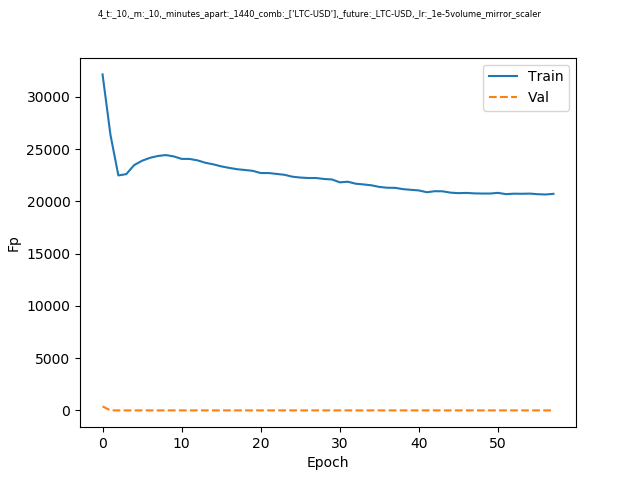 4_t:_10,_m:_10,_minutes_apart:_1440_comb:_['LTC-USD'],_future:_LTC-USD,_lr:_1e-5volume_mirror_scaler
Train
Val
30000
25000
20000
15000
10000
5000
0
Fp
0 10 20 30 40 50
Epoch